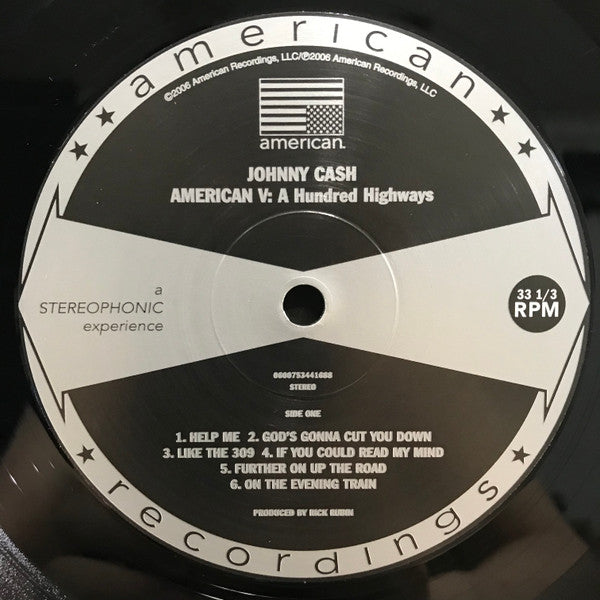 american
©2006 American Recordings, LLC/℗2006 American Recordings, LLC
american.
JOHNNY CASH
AMERICAN V: A Hundred Highways
a
STEREOPHONIC
experience
33 1/3
RPM
0600753441688
STEREO
SIDE ONE
1. HELP ME 2. GOD'S GONNA CUT YOU DOWN
3. LIKE THE 309 4. IF YOU COULD READ MY MIND
5. FURTHER ON UP THE ROAD
6. ON THE EVENING TRAIN
PRODUCED BY RICK RUBIN
recordings